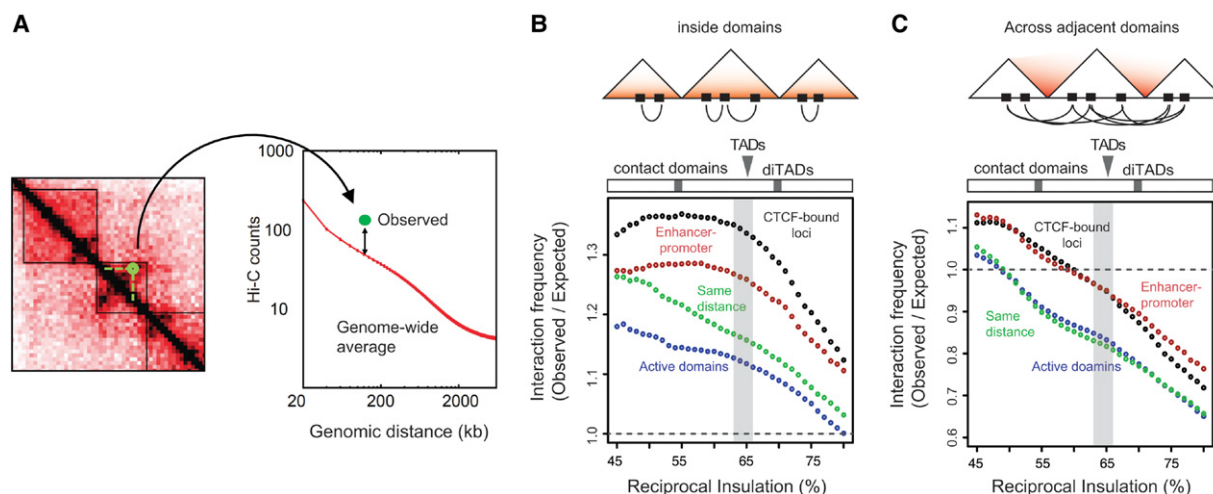 A
1000
100
10
Hi-C counts
Observed
Genome-wide
average
20
200
2000
Genomic distance (kb)
B
inside domains
TADs
contact domains
diTADs
CTCF-bound
loci
Enhancer-
promoter
Same
distance
Active domains
Interaction frequency
(Observed / Expected)
1.3
1.2
1.1
1.0
45
55
65
75
Reciprocal Insulation (%)
C
Across adjacent domains
TADs
contact domains
diTADs
CTCF-bound
loci
Enhancer-
promoter
Same
distance
Active doamins
Interaction frequency
(Observed / Expected)
1.1
1.0
0.9
0.8
0.7
0.6
45
55
65
75
Reciprocal Insulation (%)